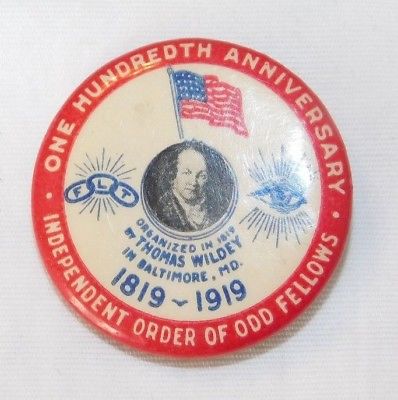 · ONE HUNDREDTH ANNIVERSARY ·
F L T
ORGANIZED IN 1819
BY THOMAS WILDEY
IN BALTIMORE, MD.
1819 ~ 1919
INDEPENDENT ORDER OF ODD FELLOWS